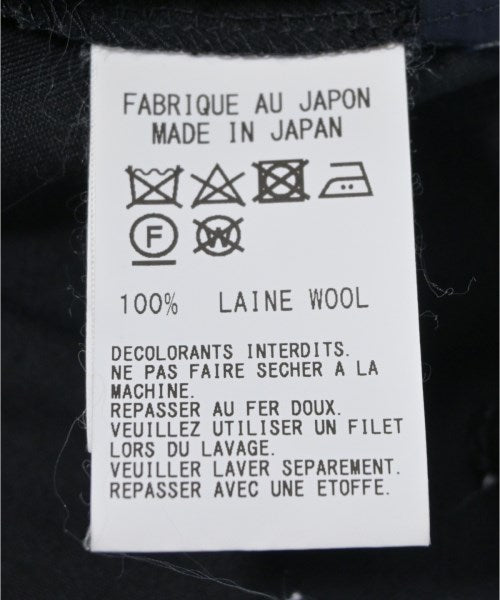 FABRIQUE AU JAPON
MADE IN JAPAN
F W
100% LAINE WOOL
DECOLORANTS INTERDITS.
NE PAS FAIRE SECHER A LA
MACHINE.
REPASSER AU FER DOUX.
VEUILLEZ UTILISER UN FILET
LORS DU LAVAGE.
VEUILLER LAVER SEPAREMENT.
REPASSER AVEC UNE ETOFFE.